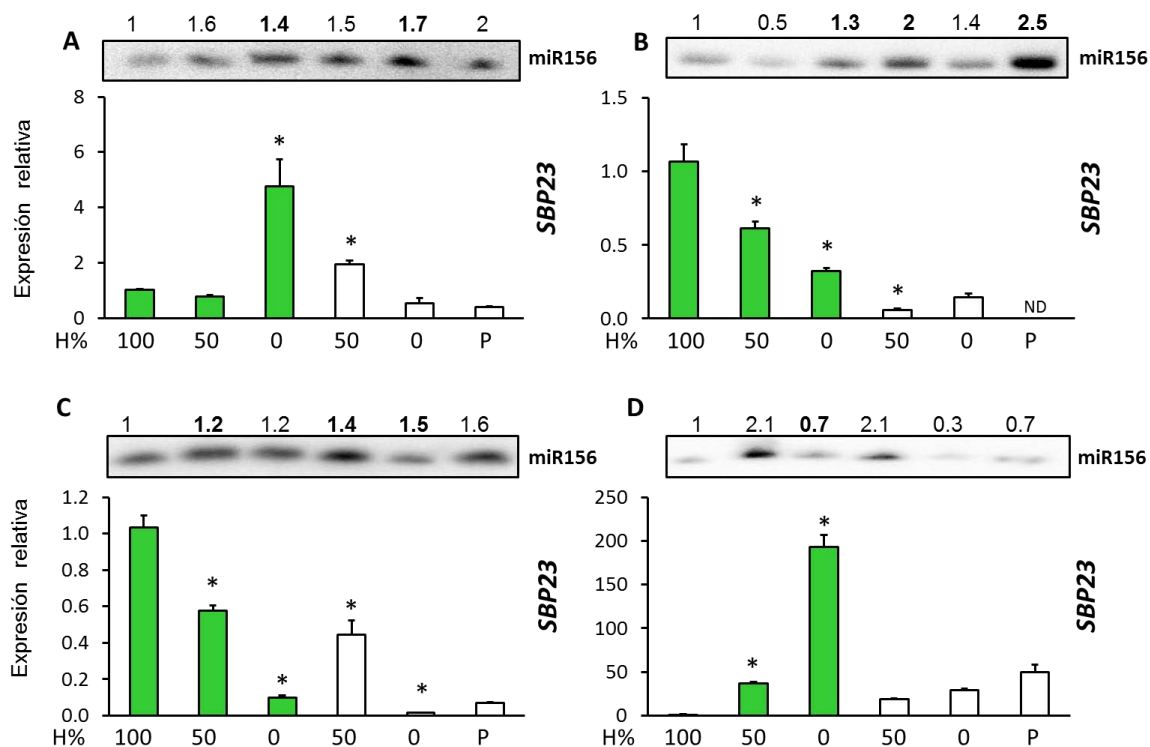 A
1 1.6 1.4 1.5 1.7 2
miR156
Expresión relativa
8
6
4
2
0
*
*
SBP23
H% 100 50 0 50 0 P
B
1 0.5 1.3 2 1.4 2.5
miR156
1.5
1.0
0.5
0.0
*
*
*
ND
SBP23
H% 100 50 0 50 0 P
C
1 1.2 1.2 1.4 1.5 1.6
miR156
Expresión relativa
1.2
1.0
0.8
0.6
0.4
0.2
0.0
*
*
*
*
SBP23
H% 100 50 0 50 0 P
D
1 2.1 0.7 2.1 0.3 0.7
miR156
250
200
150
100
50
0
*
*
SBP23
H% 100 50 0 50 0 P